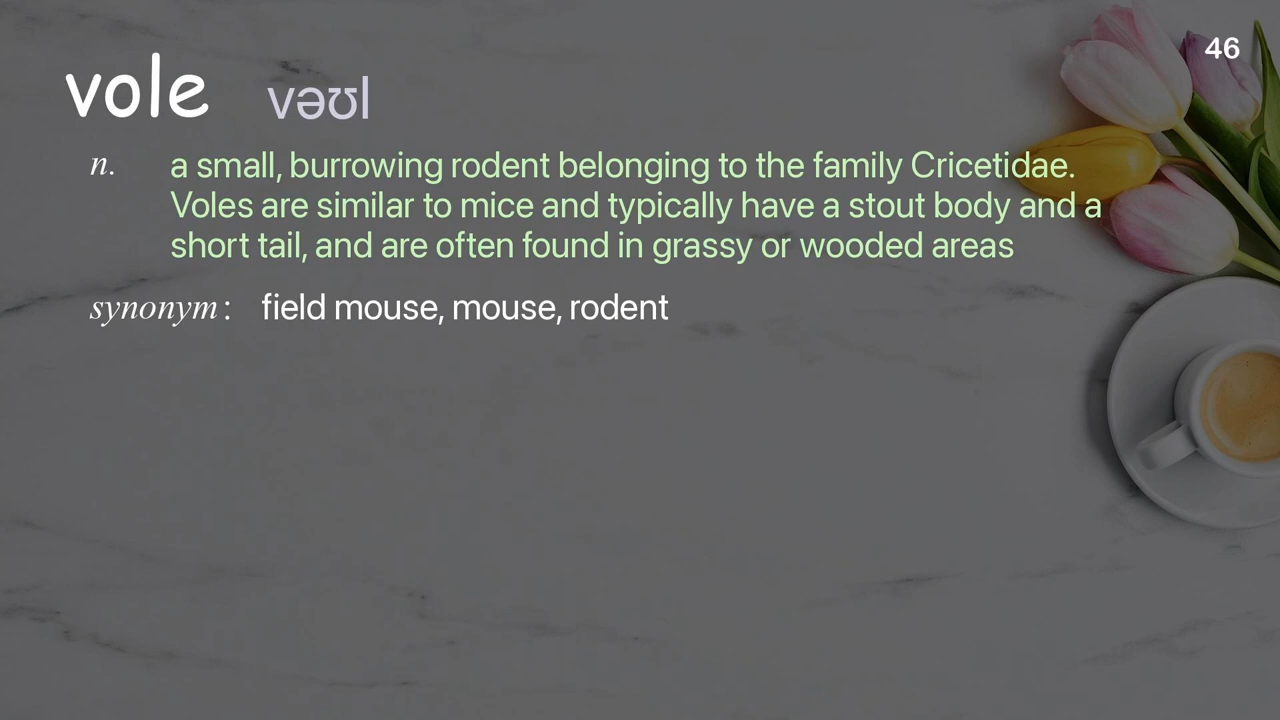 46
vole vəʊl
n. a small, burrowing rodent belonging to the family Cricetidae.
Voles are similar to mice and typically have a stout body and a
short tail, and are often found in grassy or wooded areas
synonym: field mouse, mouse, rodent